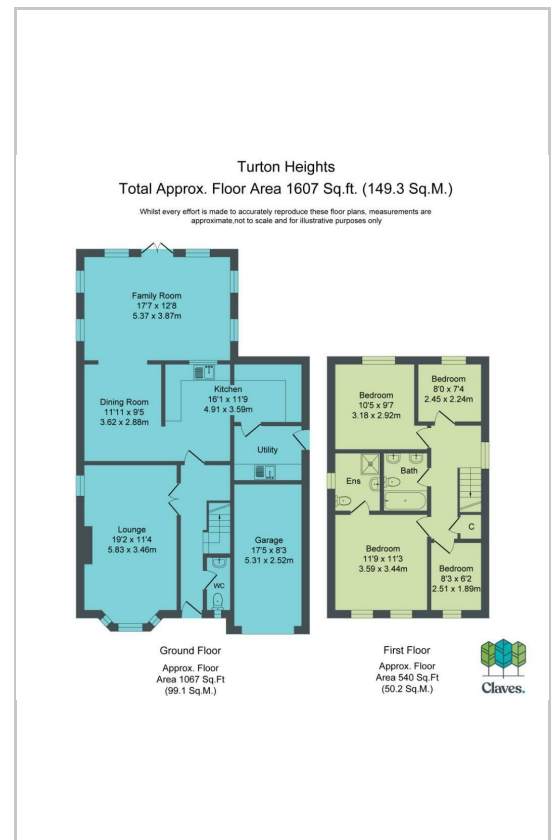 Turton Heights
Total Approx. Floor Area 1607 Sq.ft. (149.3 Sq.M.)
Whilst every effort is made to accurately reproduce these floor plans, measurements are
approximate,not to scale and for illustrative purposes only
Family Room
17'7 x 12'8
5.37 x 3.87m
Kitchen
16'1 x 11'9
4.91 x 3.59m
Dining Room
11'11 x 9'5
3.62 x 2.88m
Utility
Lounge
19'2 x 11'4
5.83 x 3.46m
Garage
17'5 x 8'3
5.31 x 2.52m
WC
Ground Floor
Approx. Floor
Area 1067 Sq.Ft
(99.1 Sq.M.)
Bedroom
10'5 x 9'7
3.18 x 2.92m
Bedroom
8'0 x 7'4
2.45 x 2.24m
Ens
Bath
C
Bedroom
11'9 x 11'3
3.59 x 3.44m
Bedroom
8'3 x 6'2
2.51 x 1.89m
First Floor
Approx. Floor
Area 540 Sq.Ft
(50.2 Sq.M.)
Claves.